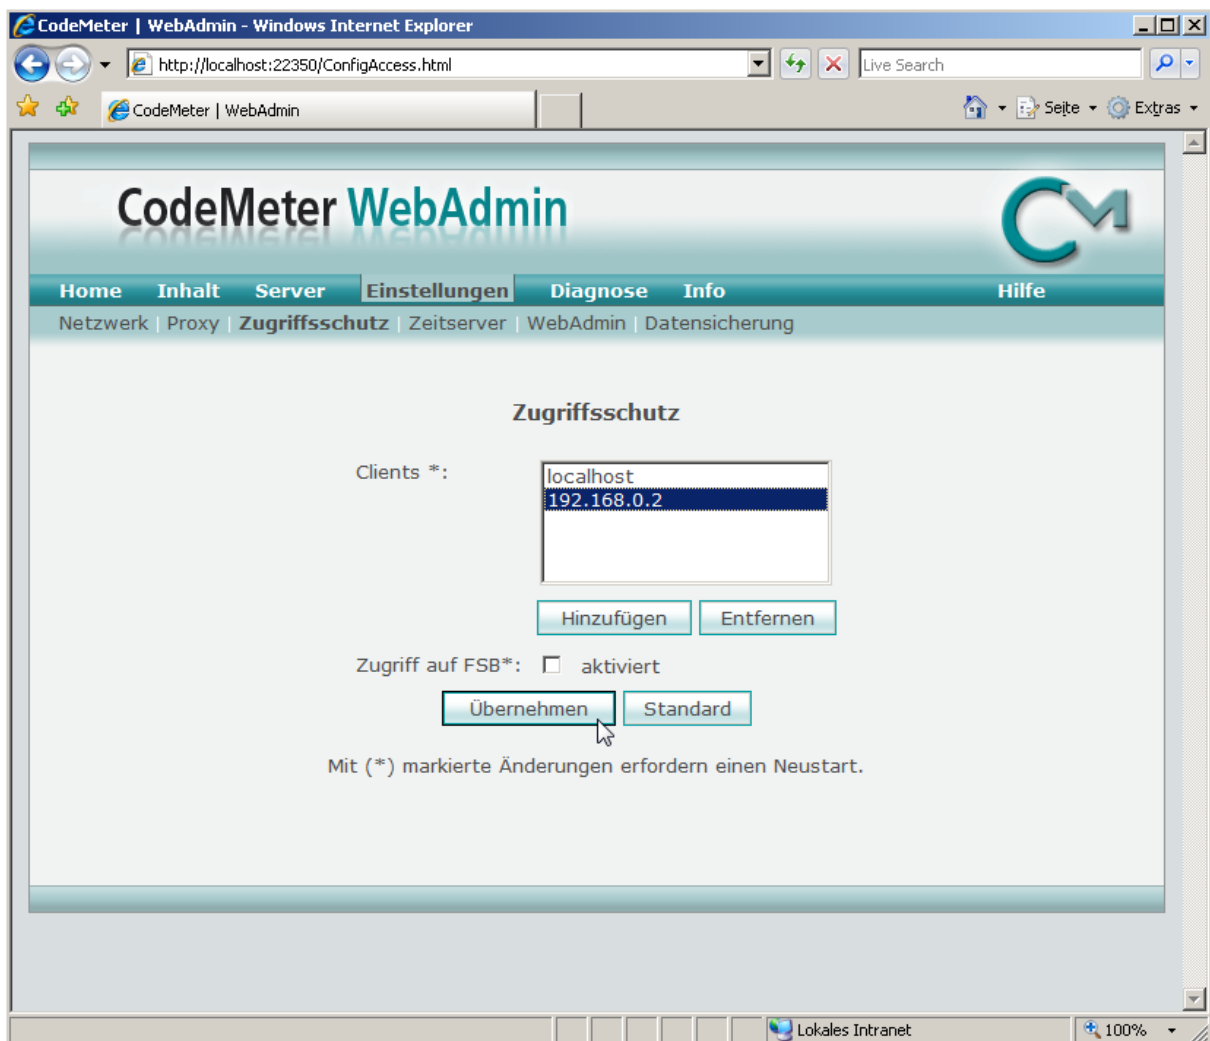 CodeMeter | WebAdmin - Windows Internet Explorer
http://localhost:22350/ConfigAccess.html Live Search
CodeMeter | WebAdmin Seite Extras
CodeMeter WebAdmin
Home Inhalt Server Einstellungen Diagnose Info Hilfe
Netzwerk | Proxy | Zugriffsschutz | Zeitserver | WebAdmin | Datensicherung
Zugriffsschutz
Clients *: localhost
192.168.0.2
Hinzufügen Entfernen
Zugriff auf FSB*: aktiviert
Übernehmen Standard
Mit (*) markierte Änderungen erfordern einen Neustart.
Lokales Intranet 100%